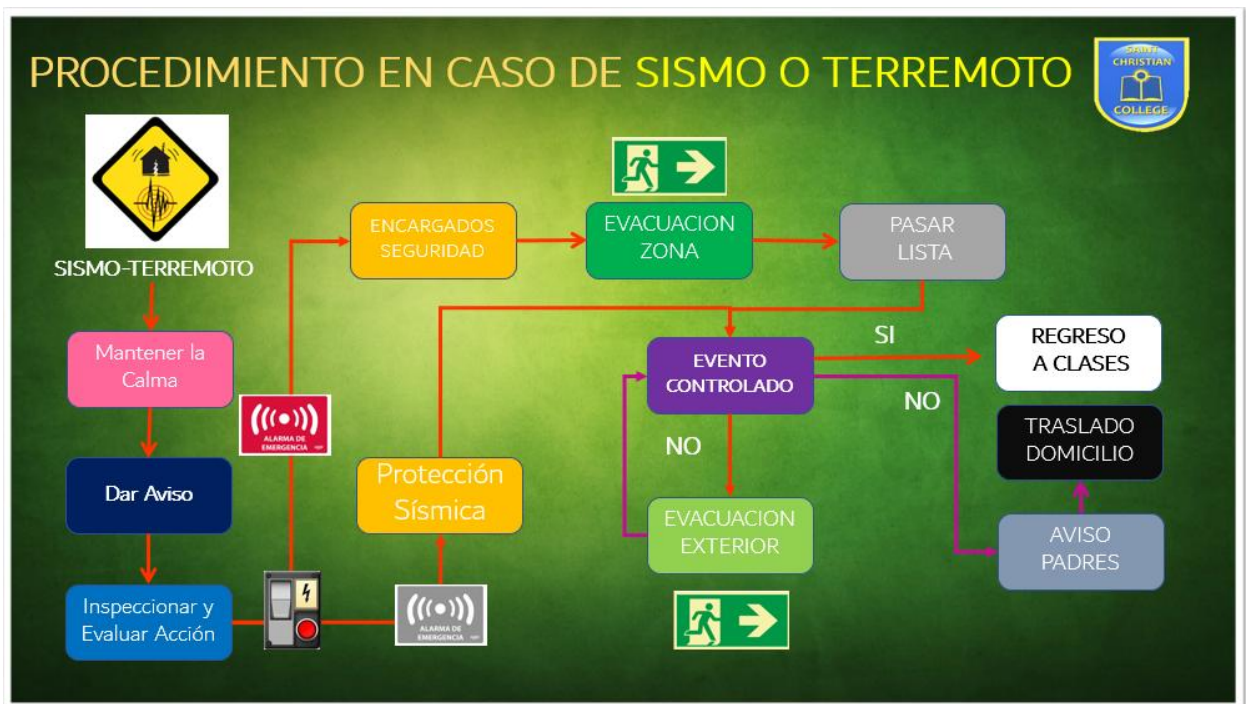 PROCEDIMIENTO EN CASO DE SISMO O TERREMOTO
SAINT
CHRISTIAN
COLLEGE
SISMO-TERREMOTO
Mantener la
Calma
Dar Aviso
Inspeccionar y
Evaluar Acción
ALARMA DE
EMERGENCIA
ENCARGADOS
SEGURIDAD
EVACUACION
ZONA
PASAR
LISTA
ALARMA DE
EMERGENCIA
Protección
Sísmica
EVENTO
CONTROLADO
SI
REGRESO
A CLASES
NO
NO
EVACUACION
EXTERIOR
TRASLADO
DOMICILIO
AVISO
PADRES